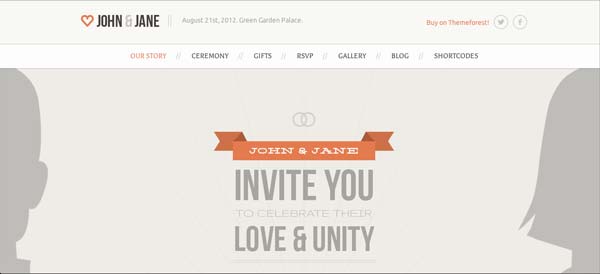 JOHN & JANE
August 21st, 2012. Green Garden Palace.
Buy on Themeforest!
OUR STORY // CEREMONY // GIFTS // RSVP // GALLERY // BLOG // SHORTCODES
JOHN & JANE
INVITE YOU
TO CELEBRATE THEIR
LOVE & UNITY